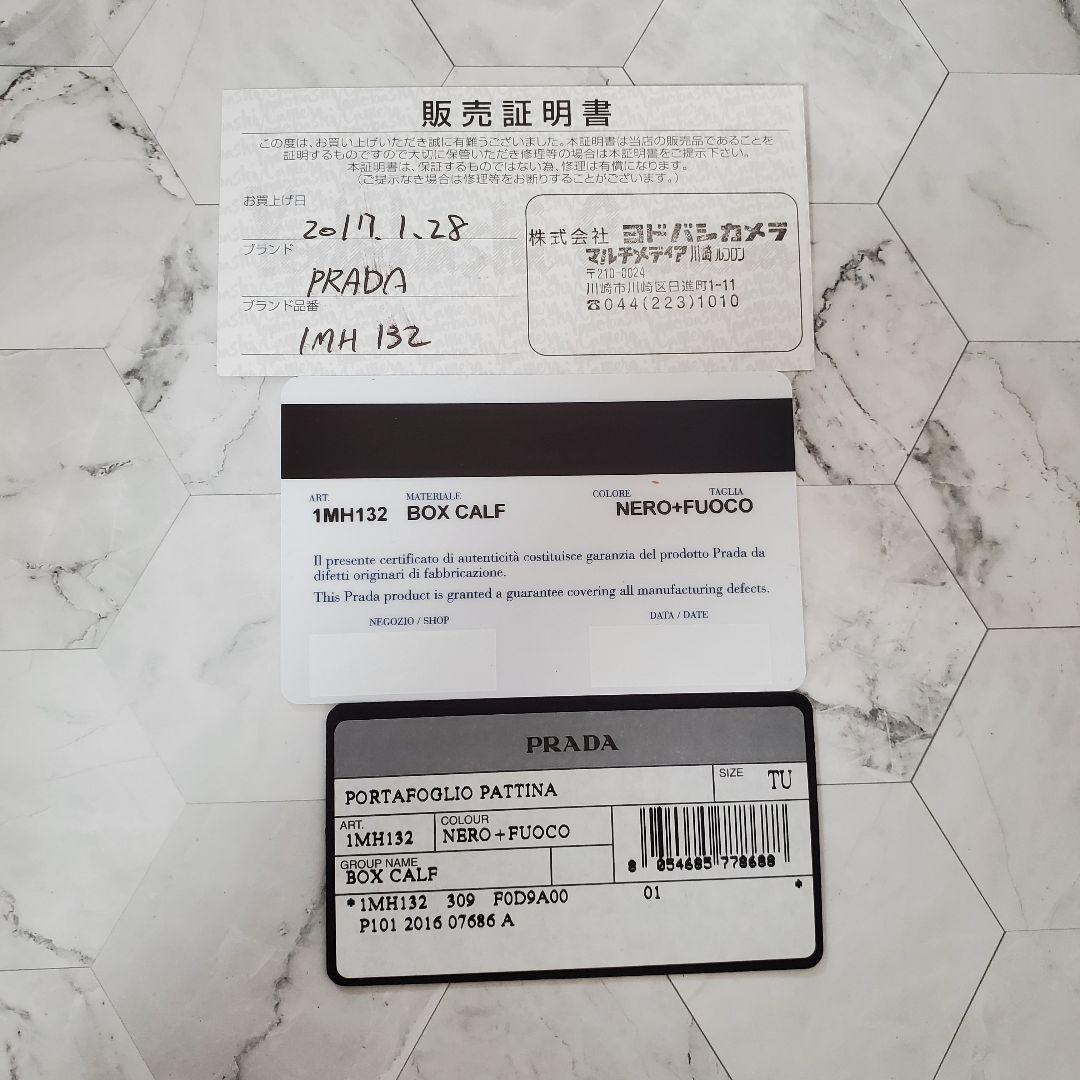 販売証明書
この度は、お買い上げいただき誠に有難うございました。本証明書は当店の販売品であることを
証明するものですので大切に保管いただき修理等の場合は本証明書をご提示下さい。
本証明書は、保証するものではない為、修理は有償になります。
(ご提示なき場合は修理等をお断りすることがございます。)
お買上げ日
2017.1.28
ブランド
PRADA
ブランド品番
1MH 132
株式会社 ヨドバシカメラ
マルチメディア川崎ルフロン
〒210-0024
川崎市川崎区日進町1-11
☎044(223)1010
ART. MATERIALE COLORE TAGLIA
1MH132 BOX CALF NERO+FUOCO
Il presente certificato di autenticità costituisce garanzia del prodotto Prada da
difetti originari di fabbricazione.
This Prada product is granted a guarantee covering all manufacturing defects.
NEGOZIO / SHOP DATA / DATE
PRADA
PORTAFOGLIO PATTINA SIZE TU
ART. COLOUR
1MH132 NERO+FUOCO
GROUP NAME
BOX CALF
8 054685 778688
*1MH132 309 F0D9A00 01 *
P101 2016 07686 A